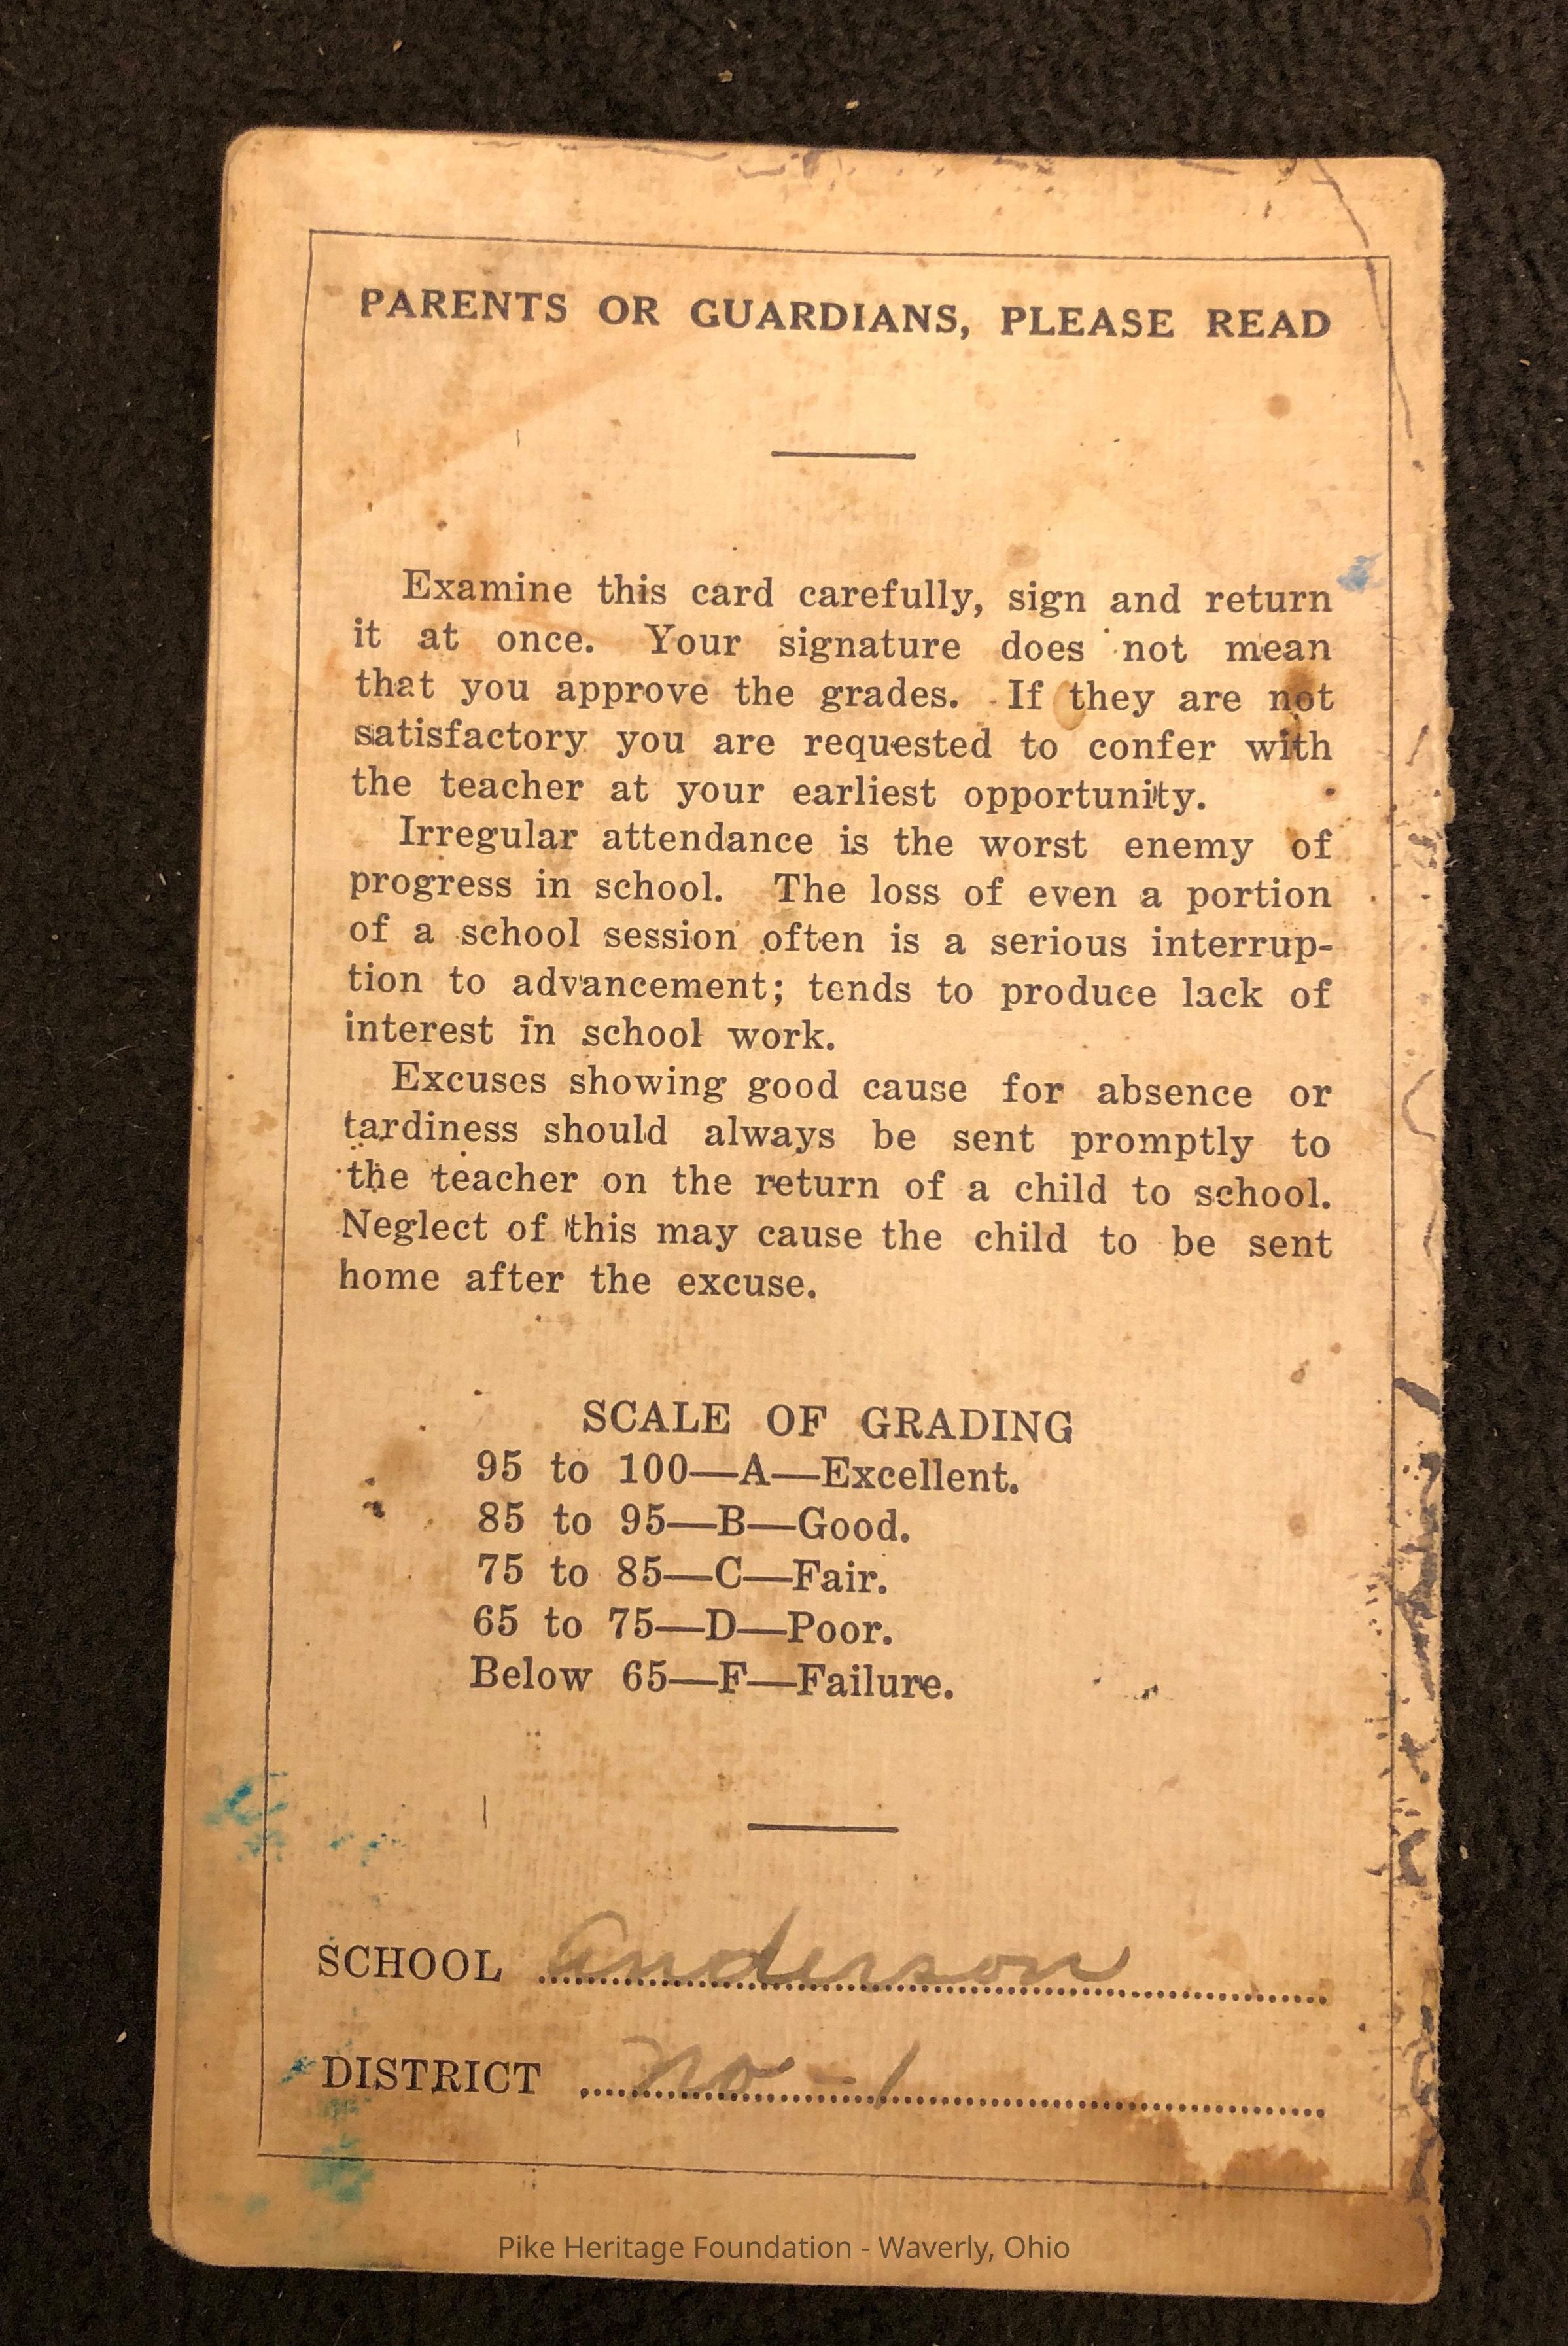 PARENTS OR GUARDIANS, PLEASE READ
Examine this card carefully, sign and return
it at once. Your signature does not mean
that you approve the grades. If they are not
satisfactory you are requested to confer with
the teacher at your earliest opportunity.
Irregular attendance is the worst enemy of
progress in school. The loss of even a portion
of a school session often is a serious interrup-
tion to advancement; tends to produce lack of
interest in school work.
Excuses showing good cause for absence or
tardiness should always be sent promptly to
the teacher on the return of a child to school.
Neglect of this may cause the child to be sent
home after the excuse.
SCALE OF GRADING
95 to 100—A—Excellent.
85 to 95—B—Good.
75 to 85—C—Fair.
65 to 75—D—Poor.
Below 65—F—Failure.
SCHOOL Anderson
DISTRICT No - 1
Pike Heritage Foundation - Waverly, Ohio